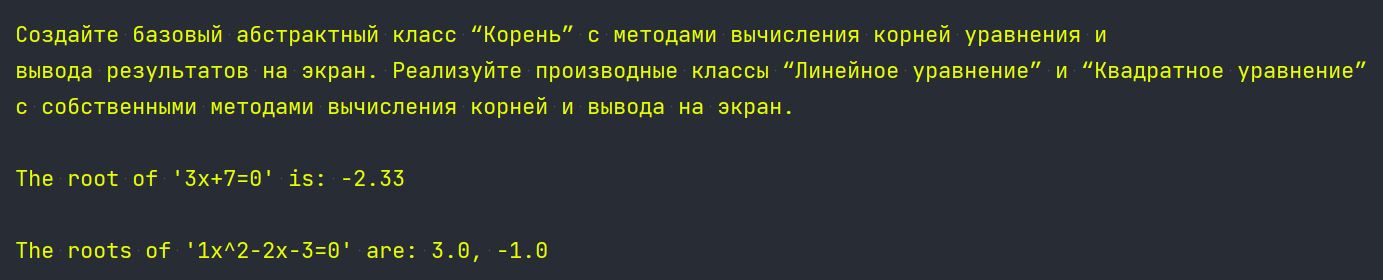 Создайте базовый абстрактный класс “Корень” с методами вычисления корней уравнения и
вывода результатов на экран. Реализуйте производные классы “Линейное уравнение” и “Квадратное уравнение”
с собственными методами вычисления корней и вывода на экран.
The root of '3x+7=0' is: -2.33
The roots of '1x^2-2x-3=0' are: 3.0, -1.0